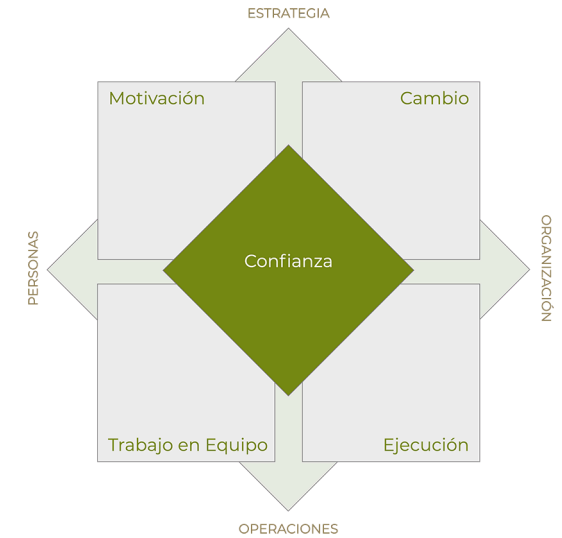 ESTRATEGIA
Motivación
Cambio
PERSONAS
Confianza
ORGANIZACIÓN
Trabajo en Equipo
Ejecución
OPERACIONES